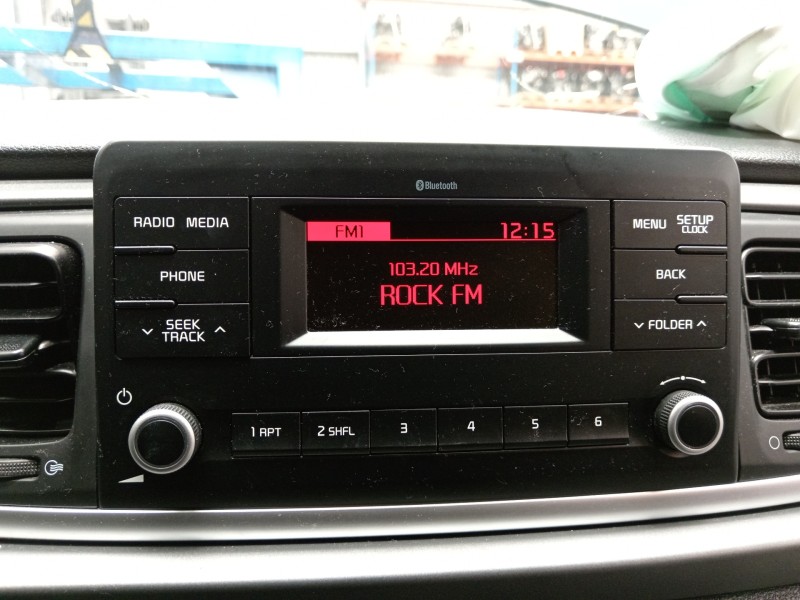 Bluetooth
RADIO MEDIA
PHONE
SEEK
TRACK
FM1 12:15
103.20 MHz
ROCK FM
MENU SETUP
CLOCK
BACK
FOLDER
1 RPT 2 SHFL 3 4 5 6